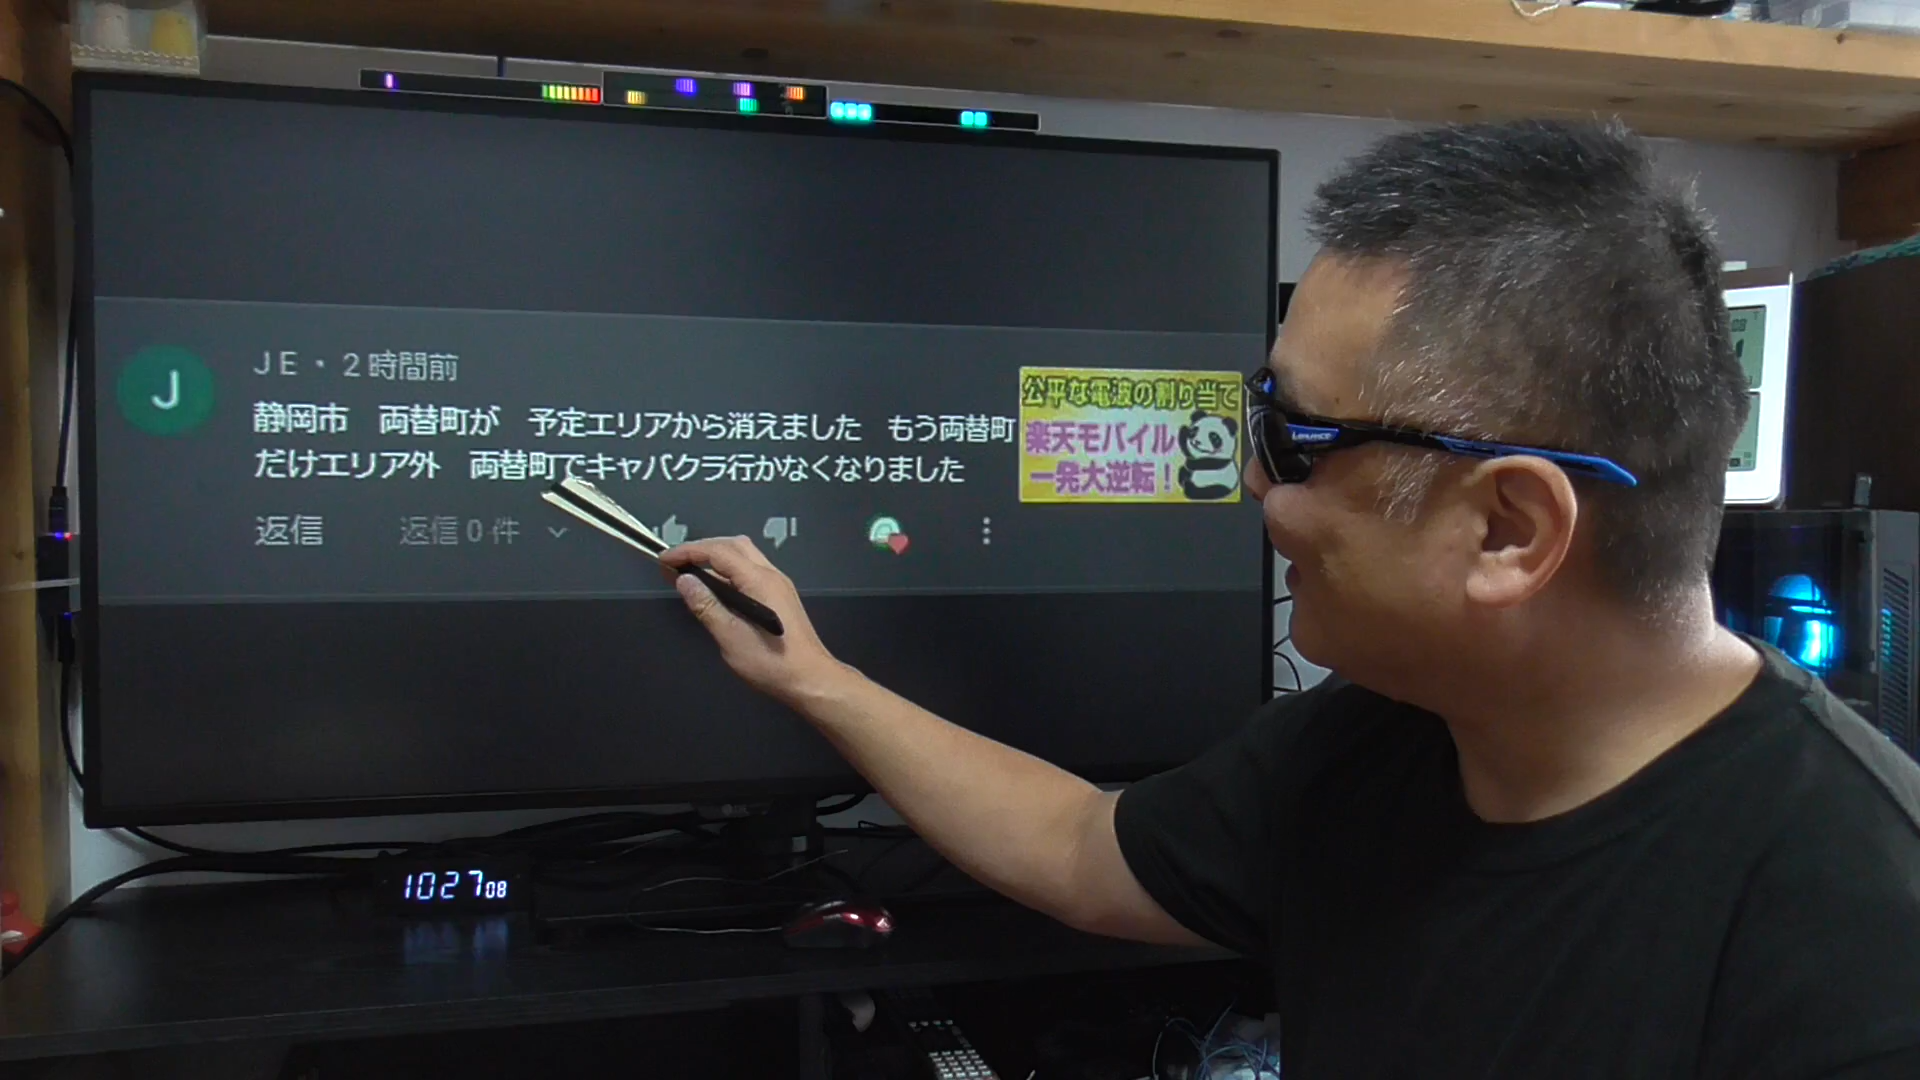 JE・2時間前
静岡市 両替町が 予定エリアから消えました もう両替町
だけエリア外 両替町でキャバクラ行かなくなりました
返信 返信0件
J
公平な電波の割り当て
楽天モバイル
一発大逆転！
102708